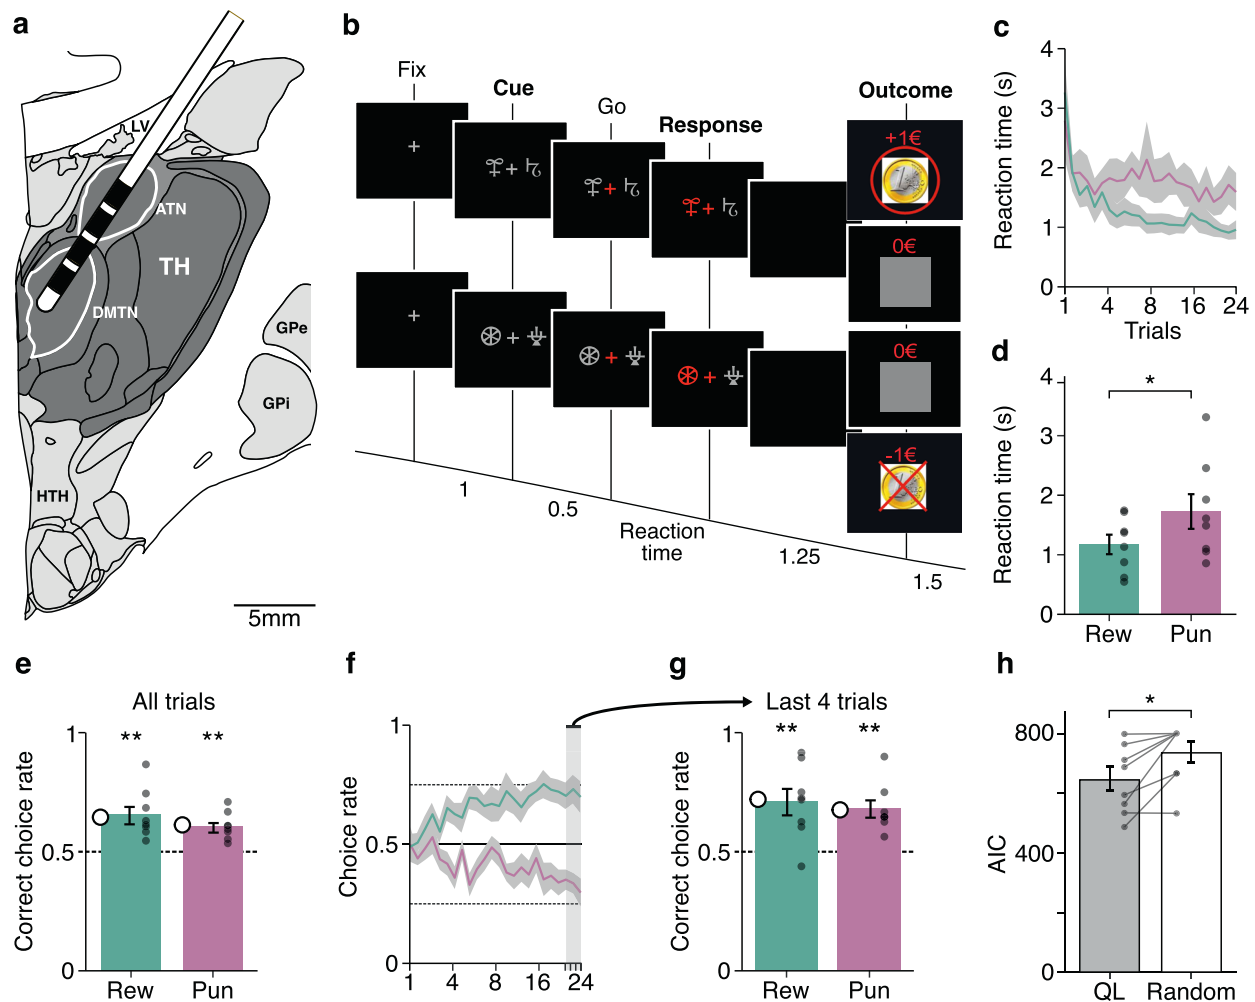 a
LV
ATN
TH
DMTN
GPe
GPi
HTH
5mm
b
Fix
Cue
Go
Response
Outcome
+1€
0€
0€
-1€
1
0.5
Reaction
time
1.25
1.5
c
Reaction time (s)
4
3
2
1
0
1 4 8 16 24
Trials
d
Reaction time (s)
4
3
2
1
0
*
Rew Pun
e
All trials
Correct choice rate
1
0.5
0
** **
Rew Pun
f
Choice rate
1
0.5
0
1 4 8 16 24
g
Last 4 trials
Correct choice rate
1
0.5
0
** **
Rew Pun
h
AIC
800
400
0
*
QL Random